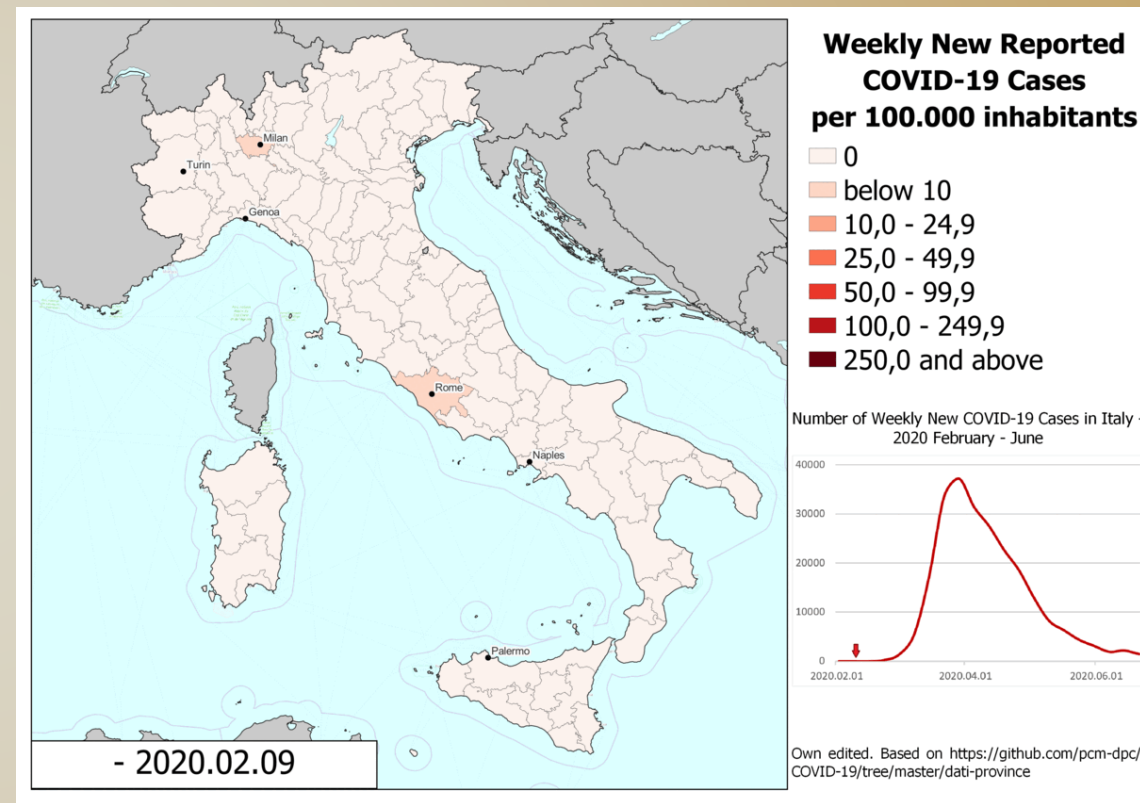 Weekly New Reported
COVID-19 Cases
per 100.000 inhabitants
0
below 10
10,0 - 24,9
25,0 - 49,9
50,0 - 99,9
100,0 - 249,9
250,0 and above
Milan
Turin
Genoa
Rome
Naples
Palermo
- 2020.02.09
Number of Weekly New COVID-19 Cases in Italy -
2020 February - June
40000
30000
20000
10000
0
2020.02.01
2020.04.01
2020.06.01
Own edited. Based on https://github.com/pcm-dpc/
COVID-19/tree/master/dati-province